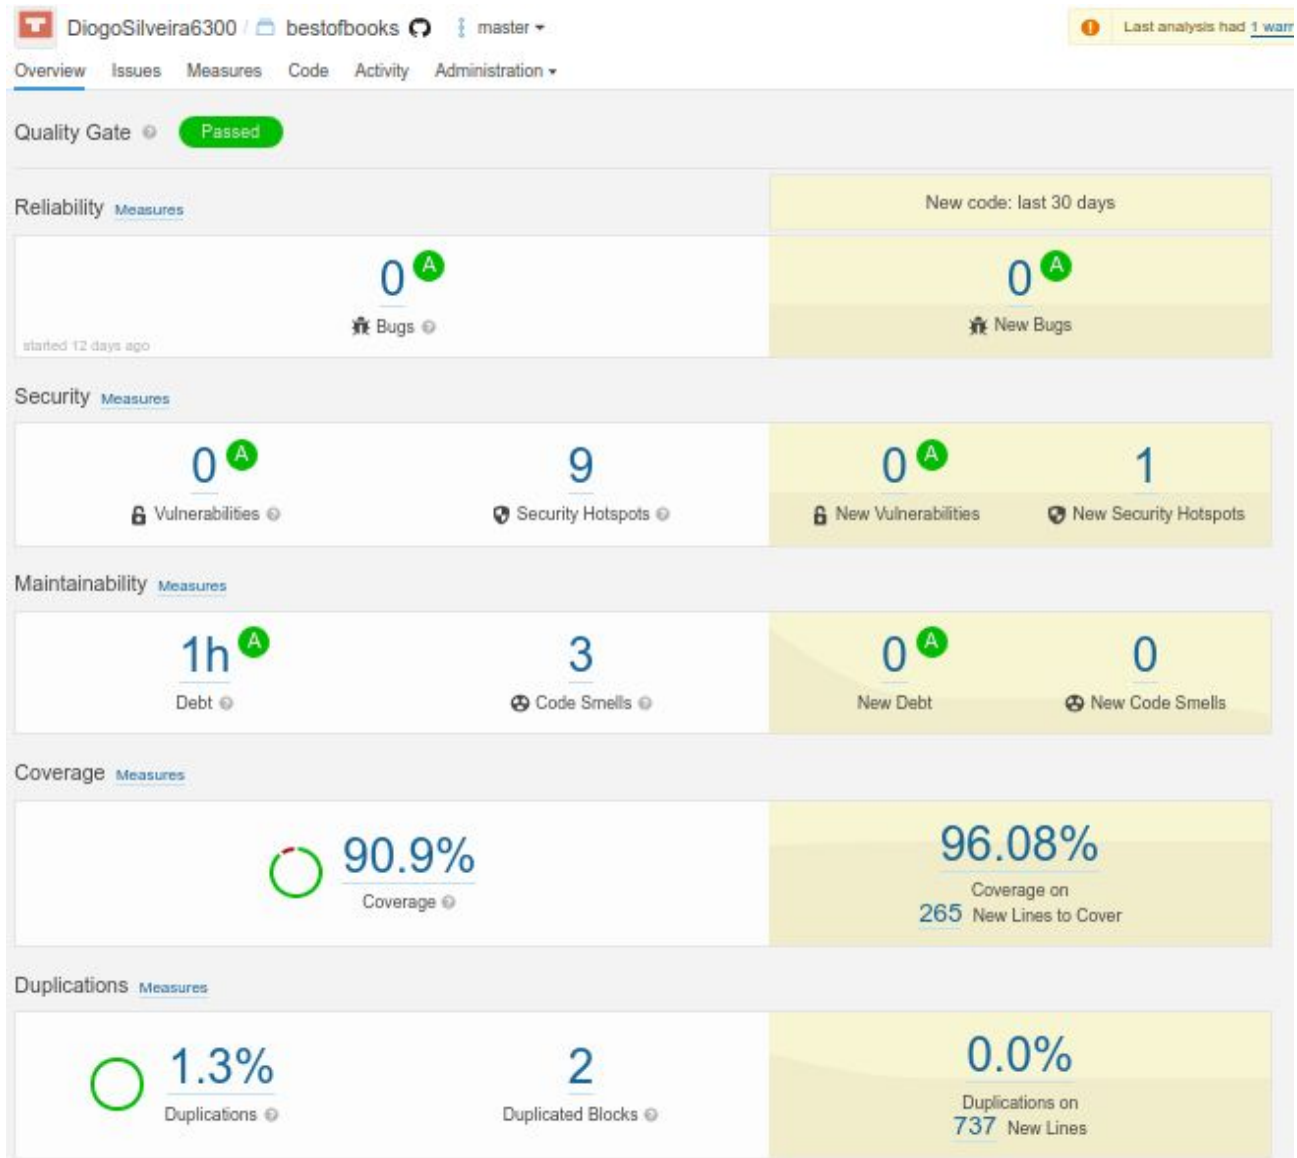 DiogoSilveira6300 / bestofbooks master
Last analysis had 1 warr
Overview Issues Measures Code Activity Administration
Quality Gate Passed
Reliability Measures
New code: last 30 days
0 A
Bugs
started 12 days ago
0 A
New Bugs
Security Measures
0 A
Vulnerabilities
9
Security Hotspots
0 A
New Vulnerabilities
1
New Security Hotspots
Maintainability Measures
1h A
Debt
3
Code Smells
0 A
New Debt
0
New Code Smells
Coverage Measures
90.9%
Coverage
96.08%
Coverage on
265 New Lines to Cover
Duplications Measures
1.3%
Duplications
2
Duplicated Blocks
0.0%
Duplications on
737 New Lines